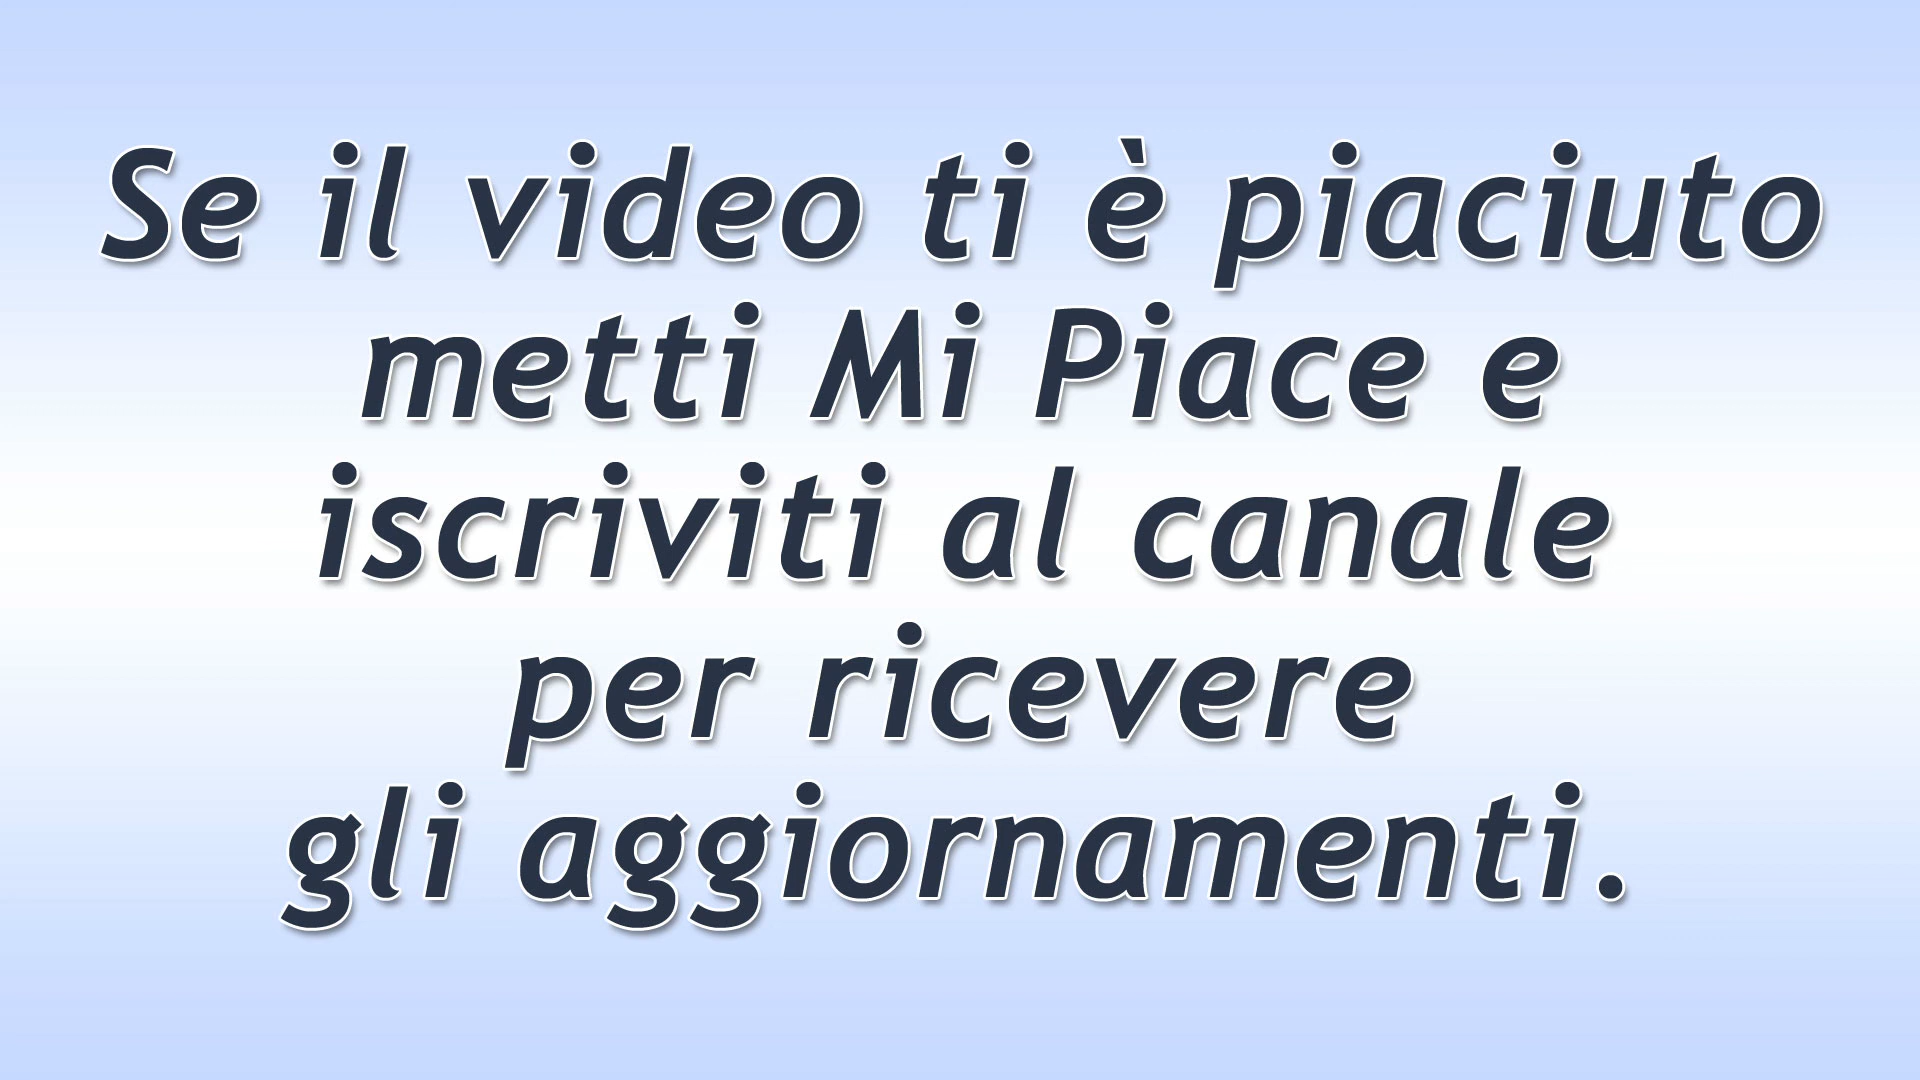 Se il video ti è piaciuto
metti Mi Piace e
iscriviti al canale
per ricevere
gli aggiornamenti.